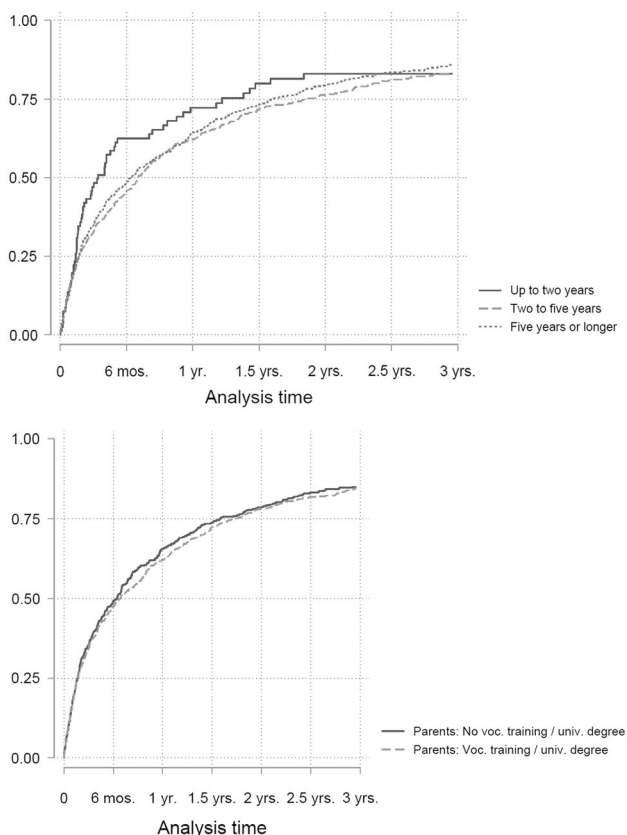 1.00
0.75
0.50
0.25
0.00
Up to two years
Two to five years
Five years or longer
0 6 mos. 1 yr. 1.5 yrs. 2 yrs. 2.5 yrs. 3 yrs.
Analysis time
1.00
0.75
0.50
0.25
0.00
Parents: No voc. training / univ. degree
Parents: Voc. training / univ. degree
0 6 mos. 1 yr. 1.5 yrs. 2 yrs. 2.5 yrs. 3 yrs.
Analysis time